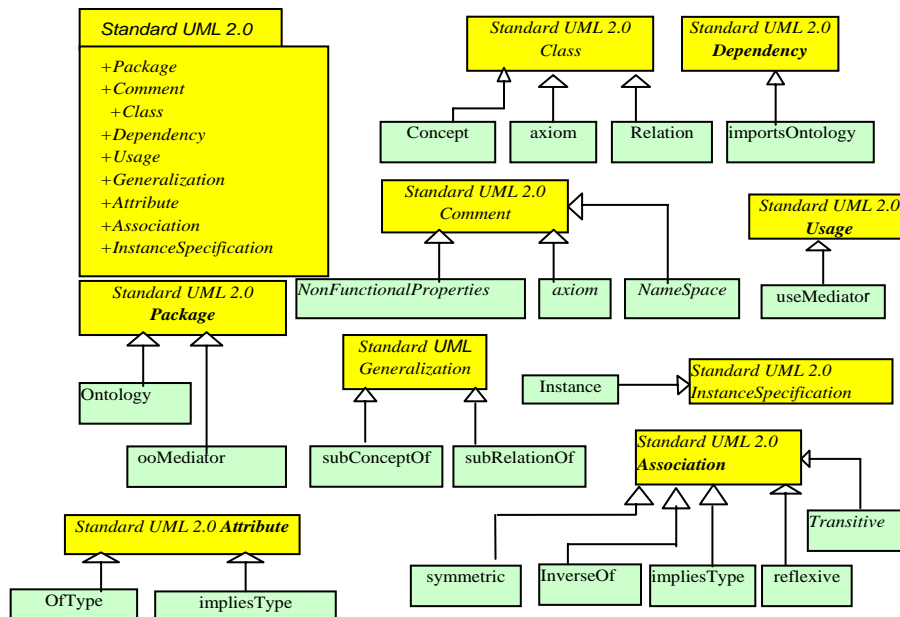 Standard UML 2.0
+Package
+Comment
+Class
+Dependency
+Usage
+Generalization
+Attribute
+Association
+InstanceSpecification
Standard UML 2.0
Class
Concept
axiom
Relation
Standard UML 2.0
Dependency
importsOntology
Standard UML 2.0
Comment
NonFunctionalProperties
axiom
NameSpace
Standard UML 2.0
Usage
useMediator
Standard UML 2.0
Package
Ontology
ooMediator
Standard UML
Generalization
subConceptOf
subRelationOf
Instance
Standard UML 2.0
InstanceSpecification
Standard UML 2.0
Association
Transitive
symmetric
InverseOf
impliesType
reflexive
Standard UML 2.0 Attribute
OfType
impliesType